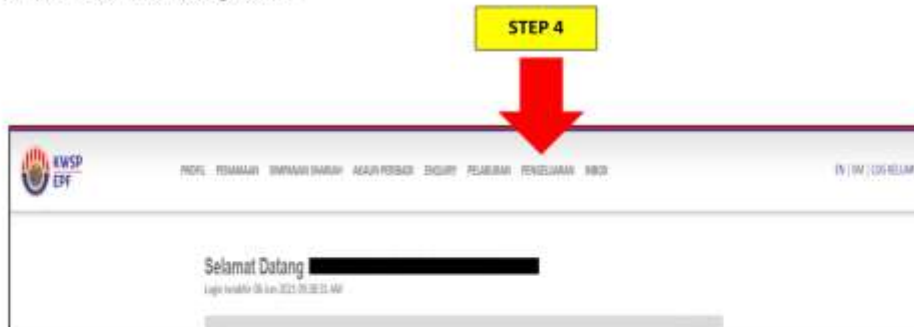 STEP 4
KWSP
EPF
PROFIL PENAMAAN SIMPANAN SHARIAH AKAUN PERIBADI ENQUIRY PELABURAN PENGELUARAN INBOX
EN | BM | LOG KELUAR
Selamat Datang